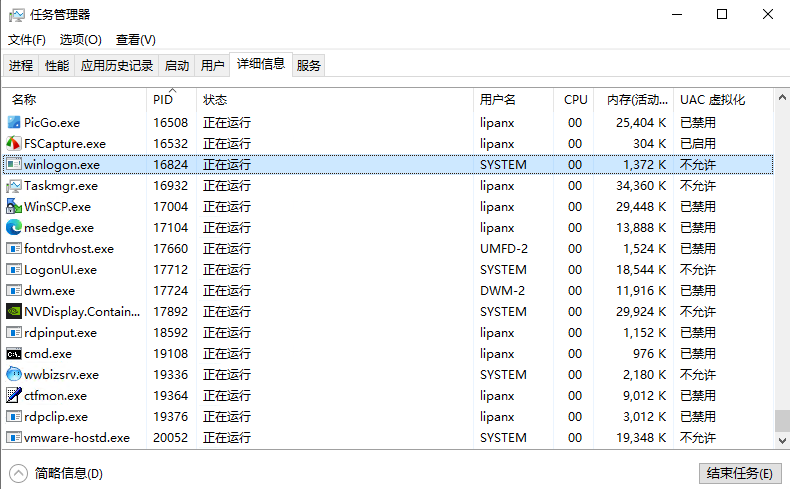 任务管理器
文件(F) 选项(O) 查看(V)
进程 性能 应用历史记录 启动 用户 详细信息 服务
名称 PID 状态 用户名 CPU 内存(活动... UAC 虚拟化
PicGo.exe 16508 正在运行 lipanx 00 25,404 K 已禁用
FSCapture.exe 16532 正在运行 lipanx 00 304 K 已启用
winlogon.exe 16824 正在运行 SYSTEM 00 1,372 K 不允许
Taskmgr.exe 16932 正在运行 lipanx 00 34,360 K 已禁用
WinSCP.exe 17004 正在运行 lipanx 00 29,448 K 已禁用
msedge.exe 17104 正在运行 lipanx 00 13,888 K 已禁用
fontdrvhost.exe 17660 正在运行 UMFD-2 00 1,524 K 已禁用
LogonUI.exe 17712 正在运行 SYSTEM 00 18,544 K 不允许
dwm.exe 17724 正在运行 DWM-2 00 11,916 K 已禁用
NVDisplay.Contain... 17892 正在运行 SYSTEM 00 29,924 K 不允许
rdpinput.exe 18592 正在运行 lipanx 00 1,152 K 已禁用
cmd.exe 19108 正在运行 lipanx 00 976 K 已禁用
wwbizsrv.exe 19336 正在运行 SYSTEM 00 2,180 K 不允许
ctfmon.exe 19364 正在运行 lipanx 00 9,012 K 已禁用
rdpclip.exe 19376 正在运行 lipanx 00 3,012 K 已禁用
vmware-hostd.exe 20052 正在运行 SYSTEM 00 19,348 K 不允许
简略信息(D) 结束任务(E)